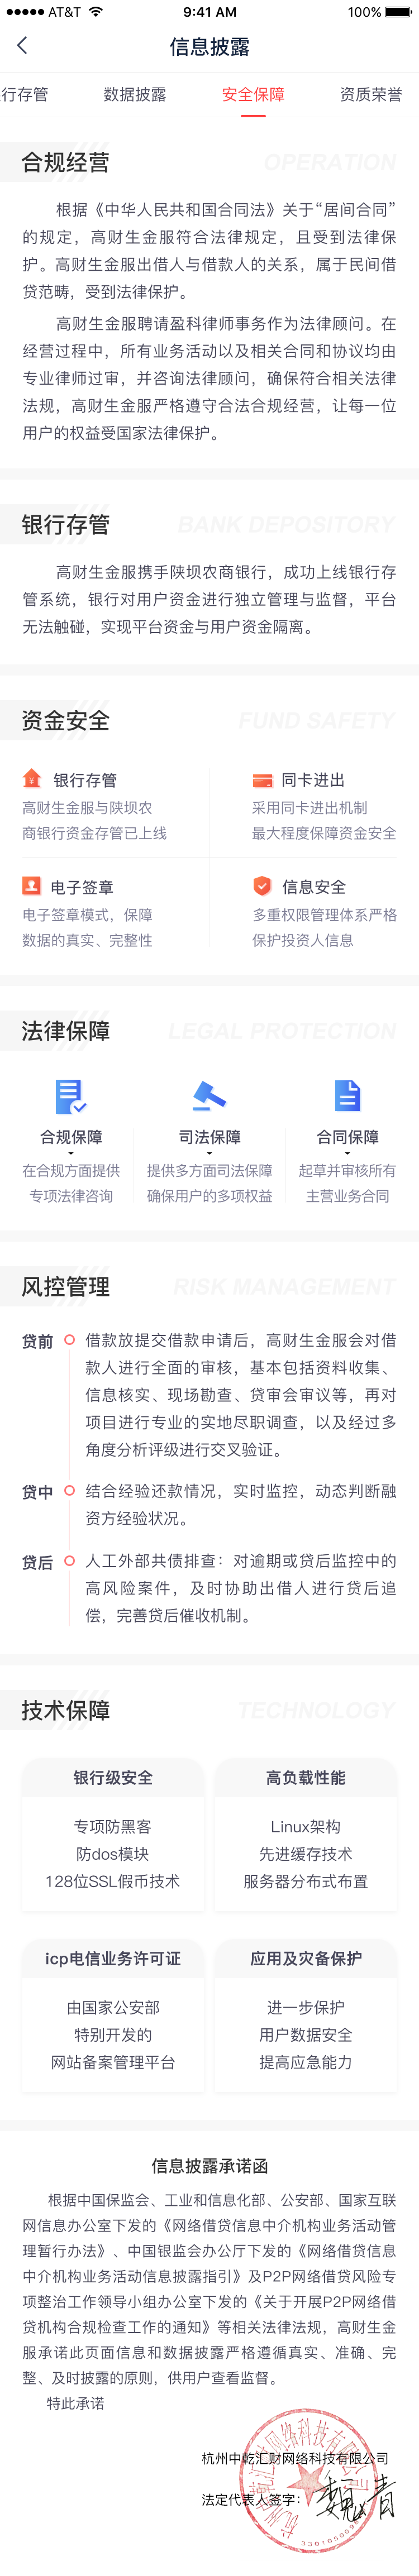 AT&T 9:41 AM 100%
信息披露
行存管 数据披露 安全保障 资质荣誉
合规经营 OPERATION
根据《中华人民共和国合同法》关于“居间合同”
的规定，高财生金服符合法律规定，且受到法律保
护。高财生金服出借人与借款人的关系，属于民间借
贷范畴，受到法律保护。
高财生金服聘请盈科律师事务作为法律顾问。在
经营过程中，所有业务活动以及相关合同和协议均由
专业律师过审，并咨询法律顾问，确保符合相关法律
法规，高财生金服严格遵守合法合规经营，让每一位
用户的权益受国家法律保护。
银行存管 BANK DEPOSITORY
高财生金服携手陕坝农商银行，成功上线银行存
管系统，银行对用户资金进行独立管理与监督，平台
无法触碰，实现平台资金与用户资金隔离。
资金安全 FUND SAFETY
银行存管
高财生金服与陕坝农
商银行资金存管已上线
同卡进出
采用同卡进出机制
最大程度保障资金安全
电子签章
电子签章模式，保障
数据的真实、完整性
信息安全
多重权限管理体系严格
保护投资人信息
法律保障 LEGAL PROTECTION
合规保障
在合规方面提供
专项法律咨询
司法保障
提供多方面司法保障
确保用户的多项权益
合同保障
起草并审核所有
主营业务合同
风控管理 RISK MANAGEMENT
贷前 借款放提交借款申请后，高财生金服会对借
款人进行全面的审核，基本包括资料收集、
信息核实、现场勘查、贷审会审议等，再对
项目进行专业的实地尽职调查，以及经过多
角度分析评级进行交叉验证。
贷中 结合经验还款情况，实时监控，动态判断融
资方经验状况。
贷后 人工外部共债排查：对逾期或贷后监控中的
高风险案件，及时协助出借人进行贷后追
偿，完善贷后催收机制。
技术保障 TECHNOLOGY
银行级安全
专项防黑客
防dos模块
128位SSL假币技术
高负载性能
Linux架构
先进缓存技术
服务器分布式布置
icp电信业务许可证
由国家公安部
特别开发的
网站备案管理平台
应用及灾备保护
进一步保护
用户数据安全
提高应急能力
信息披露承诺函
根据中国保监会、工业和信息化部、公安部、国家互联
网信息办公室下发的《网络借贷信息中介机构业务活动管
理暂行办法》、中国银监会办公厅下发的《网络借贷信息
中介机构业务活动信息披露指引》及P2P网络借贷风险专
项整治工作领导小组办公室下发的《关于开展P2P网络借
贷机构合规检查工作的通知》等相关法律法规，高财生金
服承诺此页面信息和数据披露严格遵循真实、准确、完
整、及时披露的原则，供用户查看监督。
特此承诺
杭州中乾汇财网络科技有限公司
法定代表人签字：